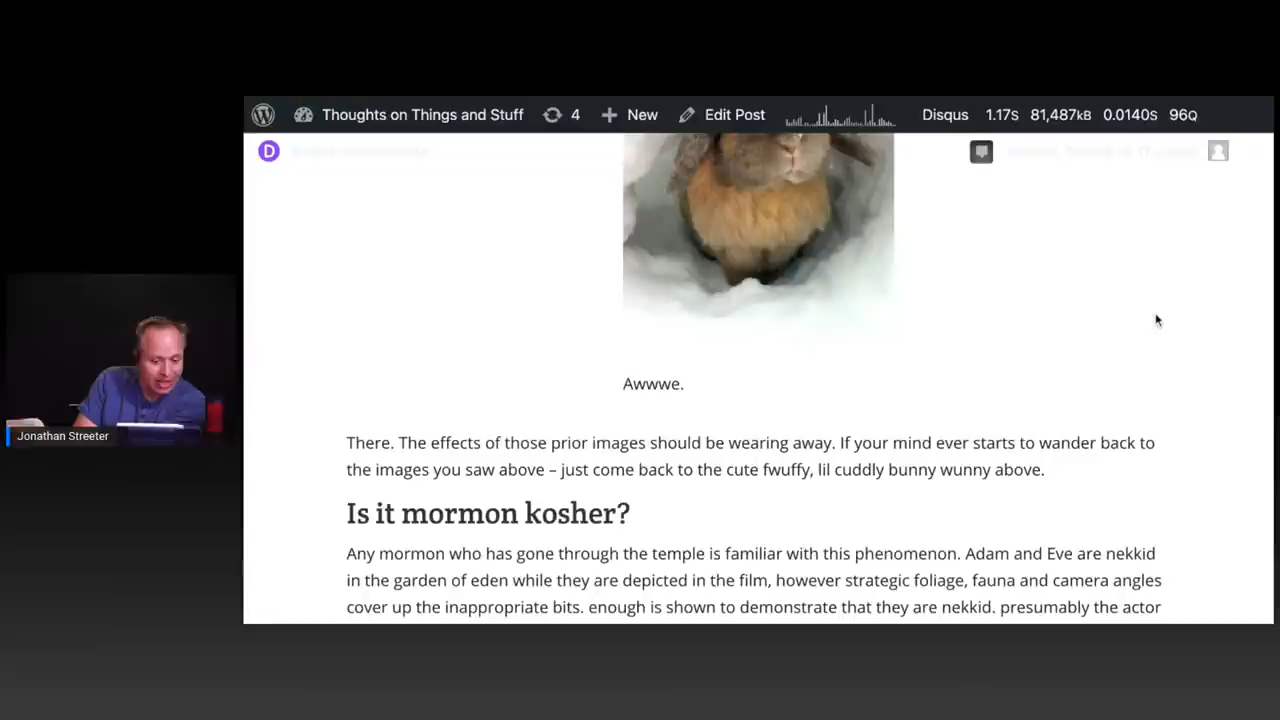 Thoughts on Things and Stuff 4 New Edit Post Disqus 1.17S 81,487KB 0.0140S 96Q
D
Awwwe.
There. The effects of those prior images should be wearing away. If your mind ever starts to wander back to
the images you saw above – just come back to the cute fwuffy, lil cuddly bunny wunny above.
Is it mormon kosher?
Any mormon who has gone through the temple is familiar with this phenomenon. Adam and Eve are nekkid
in the garden of eden while they are depicted in the film, however strategic foliage, fauna and camera angles
cover up the inappropriate bits. enough is shown to demonstrate that they are nekkid. presumably the actor
Jonathan Streeter